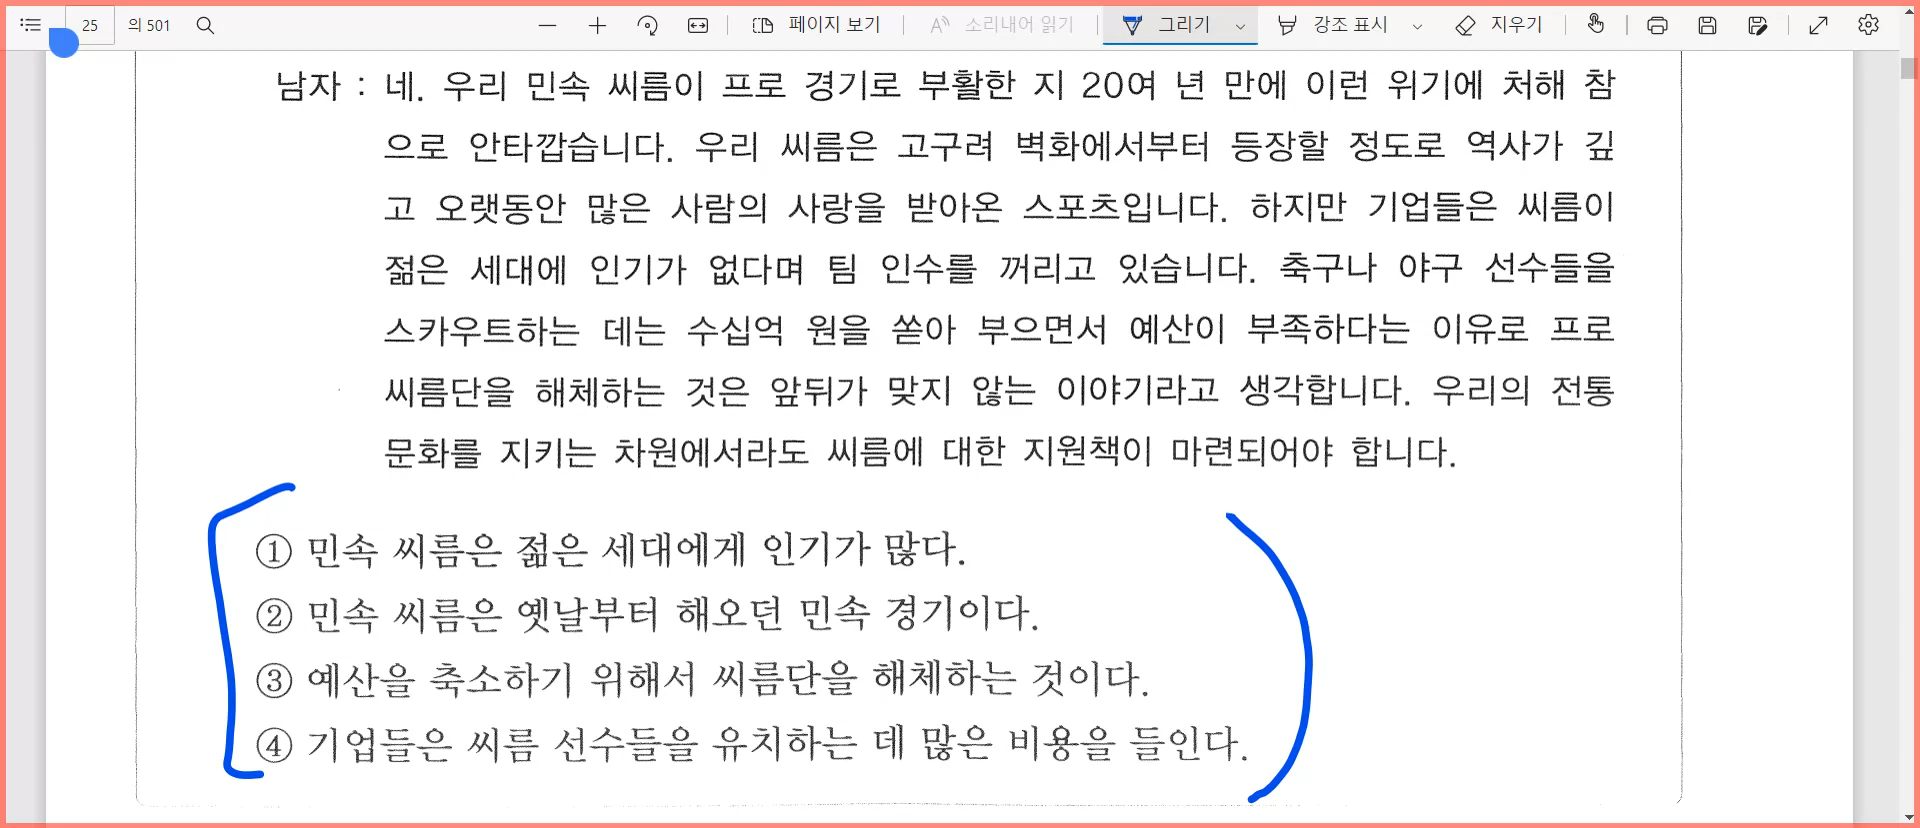 25 의 501 페이지 보기 소리내어 읽기 그리기 강조 표시 지우기
남자 : 네. 우리 민속 씨름이 프로 경기로 부활한 지 20여 년 만에 이런 위기에 처해 참
으로 안타깝습니다. 우리 씨름은 고구려 벽화에서부터 등장할 정도로 역사가 깊
고 오랫동안 많은 사람의 사랑을 받아온 스포츠입니다. 하지만 기업들은 씨름이
젊은 세대에 인기가 없다며 팀 인수를 꺼리고 있습니다. 축구나 야구 선수들을
스카우트하는 데는 수십억 원을 쏟아 부으면서 예산이 부족하다는 이유로 프로
씨름단을 해체하는 것은 앞뒤가 맞지 않는 이야기라고 생각합니다. 우리의 전통
문화를 지키는 차원에서라도 씨름에 대한 지원책이 마련되어야 합니다.
① 민속 씨름은 젊은 세대에게 인기가 많다.
② 민속 씨름은 옛날부터 해오던 민속 경기이다.
③ 예산을 축소하기 위해서 씨름단을 해체하는 것이다.
④ 기업들은 씨름 선수들을 유치하는 데 많은 비용을 들인다.